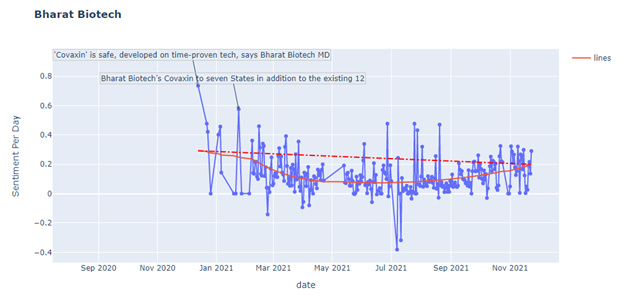 Bharat Biotech
'Covaxin' is safe, developed on time-proven tech, says Bharat Biotech MD
lines
Bharat Biotech's Covaxin to seven States in addition to the existing 12
0.8
0.6
0.4
0.2
0
−0.2
−0.4
Sentiment Per Day
Sep 2020 Nov 2020 Jan 2021 Mar 2021 May 2021 Jul 2021 Sep 2021 Nov 2021
date